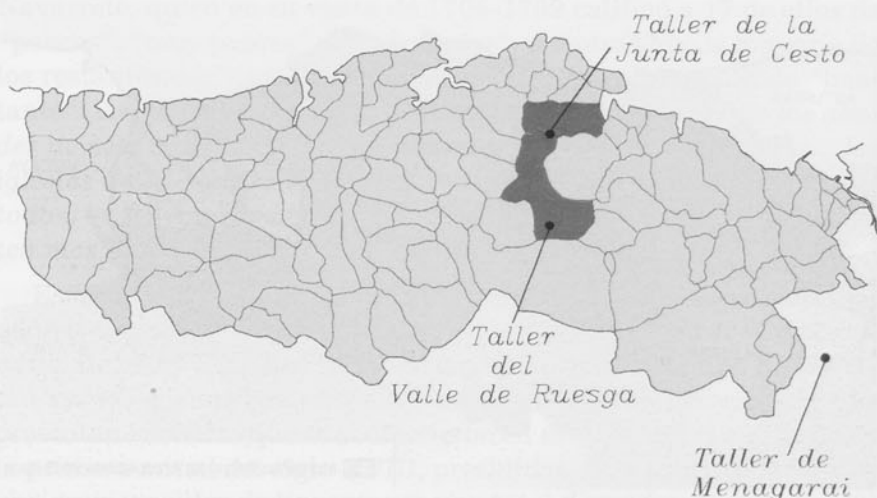 Taller de la
Junta de Cesto
Taller
del
Valle de Ruesga
Taller de
Menagarai